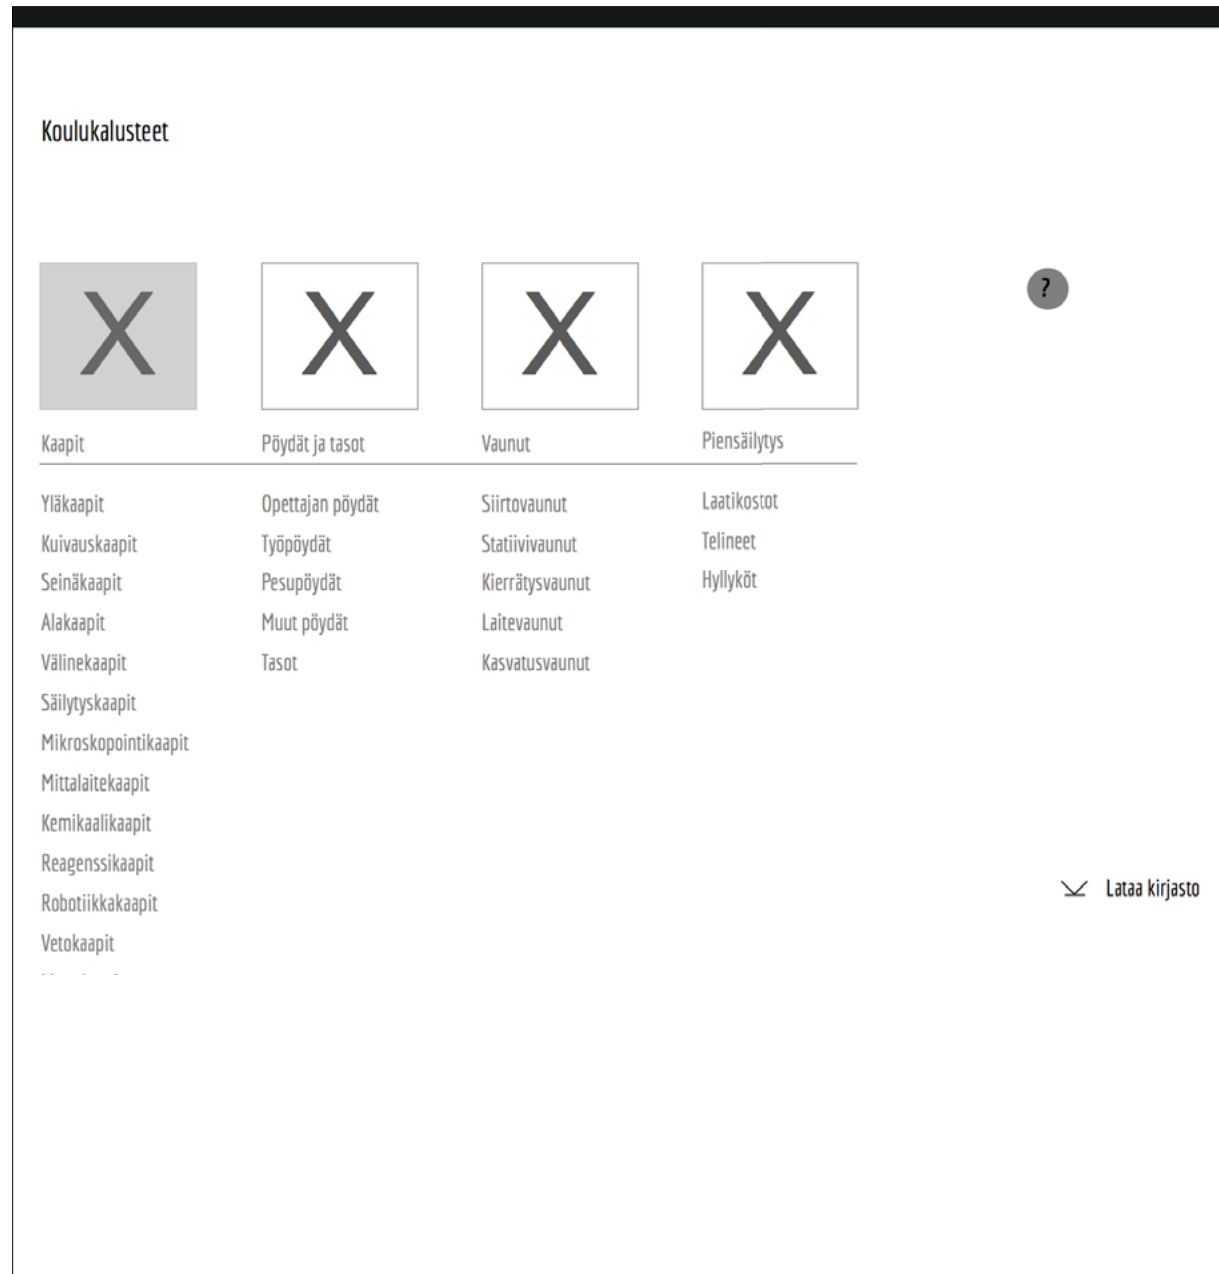 Koulukalusteet
X
X
X
X
?
Kaapit
Pöydät ja tasot
Vaunut
Piensäilytys
Yläkaapit
Kuivauskaapit
Seinäkaapit
Alakaapit
Välinekaapit
Säilytyskaapit
Mikroskopointikaapit
Mittalaitekaapit
Kemikaalikaapit
Reagenssikaapit
Robotiikkakaapit
Vetokaapit
Opettajan pöydät
Työpöydät
Pesupöydät
Muut pöydät
Tasot
Siirtovaunut
Statiivivaunut
Kierrätysvaunut
Laitevaunut
Kasvatusvaunut
Laatikostot
Telineet
Hyllyköt
Lataa kirjasto